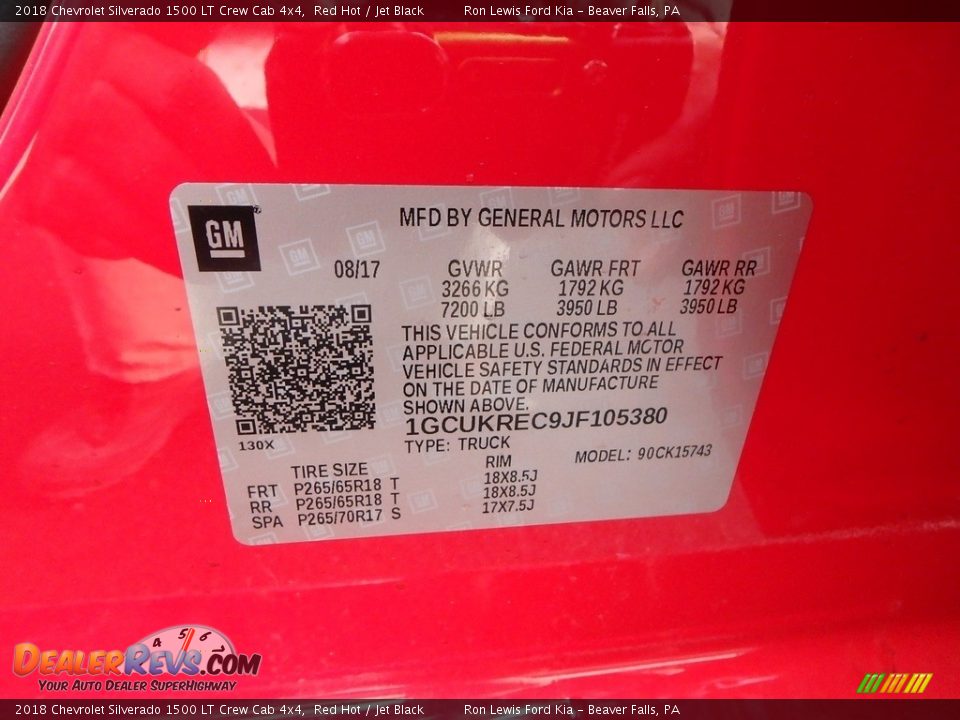 2018 Chevrolet Silverado 1500 LT Crew Cab 4x4, Red Hot / Jet Black Ron Lewis Ford Kia - Beaver Falls, PA
GM
MFD BY GENERAL MOTORS LLC
08/17 GVWR GAWR FRT GAWR RR
3266 KG 1792 KG 1792 KG
7200 LB 3950 LB 3950 LB
THIS VEHICLE CONFORMS TO ALL
APPLICABLE U.S. FEDERAL MOTOR
VEHICLE SAFETY STANDARDS IN EFFECT
ON THE DATE OF MANUFACTURE
SHOWN ABOVE.
1GCUKREC9JF105380
130X
TYPE: TRUCK MODEL: 90CK15743
TIRE SIZE RIM
FRT P265/65R18 T 18X8.5J
RR P265/65R18 T 18X8.5J
SPA P265/70R17 S 17X7.5J
4 5 6
DEALERREVS.COM
YOUR AUTO DEALER SUPERHIGHWAY
2018 Chevrolet Silverado 1500 LT Crew Cab 4x4, Red Hot / Jet Black Ron Lewis Ford Kia - Beaver Falls, PA